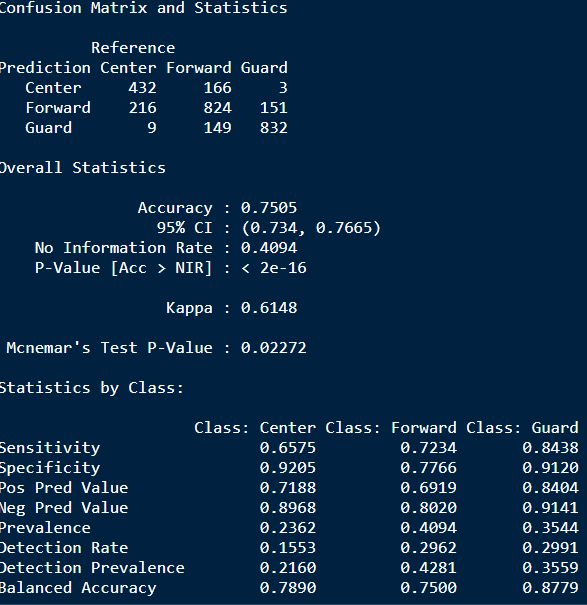 Confusion Matrix and Statistics
Reference
Prediction Center Forward Guard
Center 432 166 3
Forward 216 824 151
Guard 9 149 832
Overall Statistics
Accuracy : 0.7505
95% CI : (0.734, 0.7665)
No Information Rate : 0.4094
P-Value [Acc > NIR] : < 2e-16
Kappa : 0.6148
Mcnemar's Test P-Value : 0.02272
Statistics by Class:
Class: Center Class: Forward Class: Guard
Sensitivity 0.6575 0.7234 0.8438
Specificity 0.9205 0.7766 0.9120
Pos Pred Value 0.7188 0.6919 0.8404
Neg Pred Value 0.8968 0.8020 0.9141
Prevalence 0.2362 0.4094 0.3544
Detection Rate 0.1553 0.2962 0.2991
Detection Prevalence 0.2160 0.4281 0.3559
Balanced Accuracy 0.7890 0.7500 0.8779